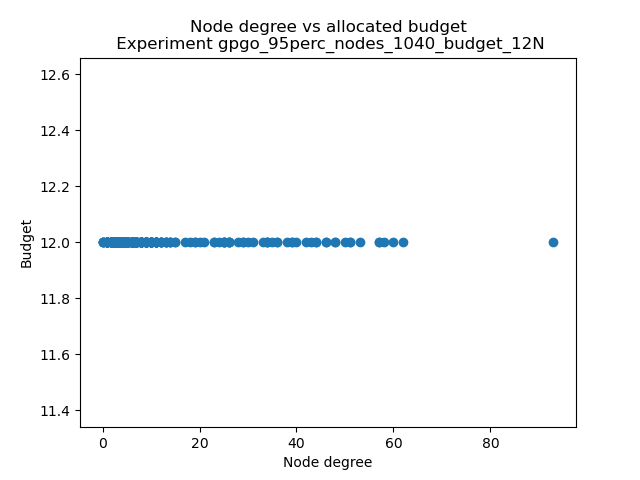 Node degree vs allocated budget
Experiment gpgo_95perc_nodes_1040_budget_12N
12.6
12.4
12.2
12.0
11.8
11.6
11.4
Budget
0 20 40 60 80
Node degree